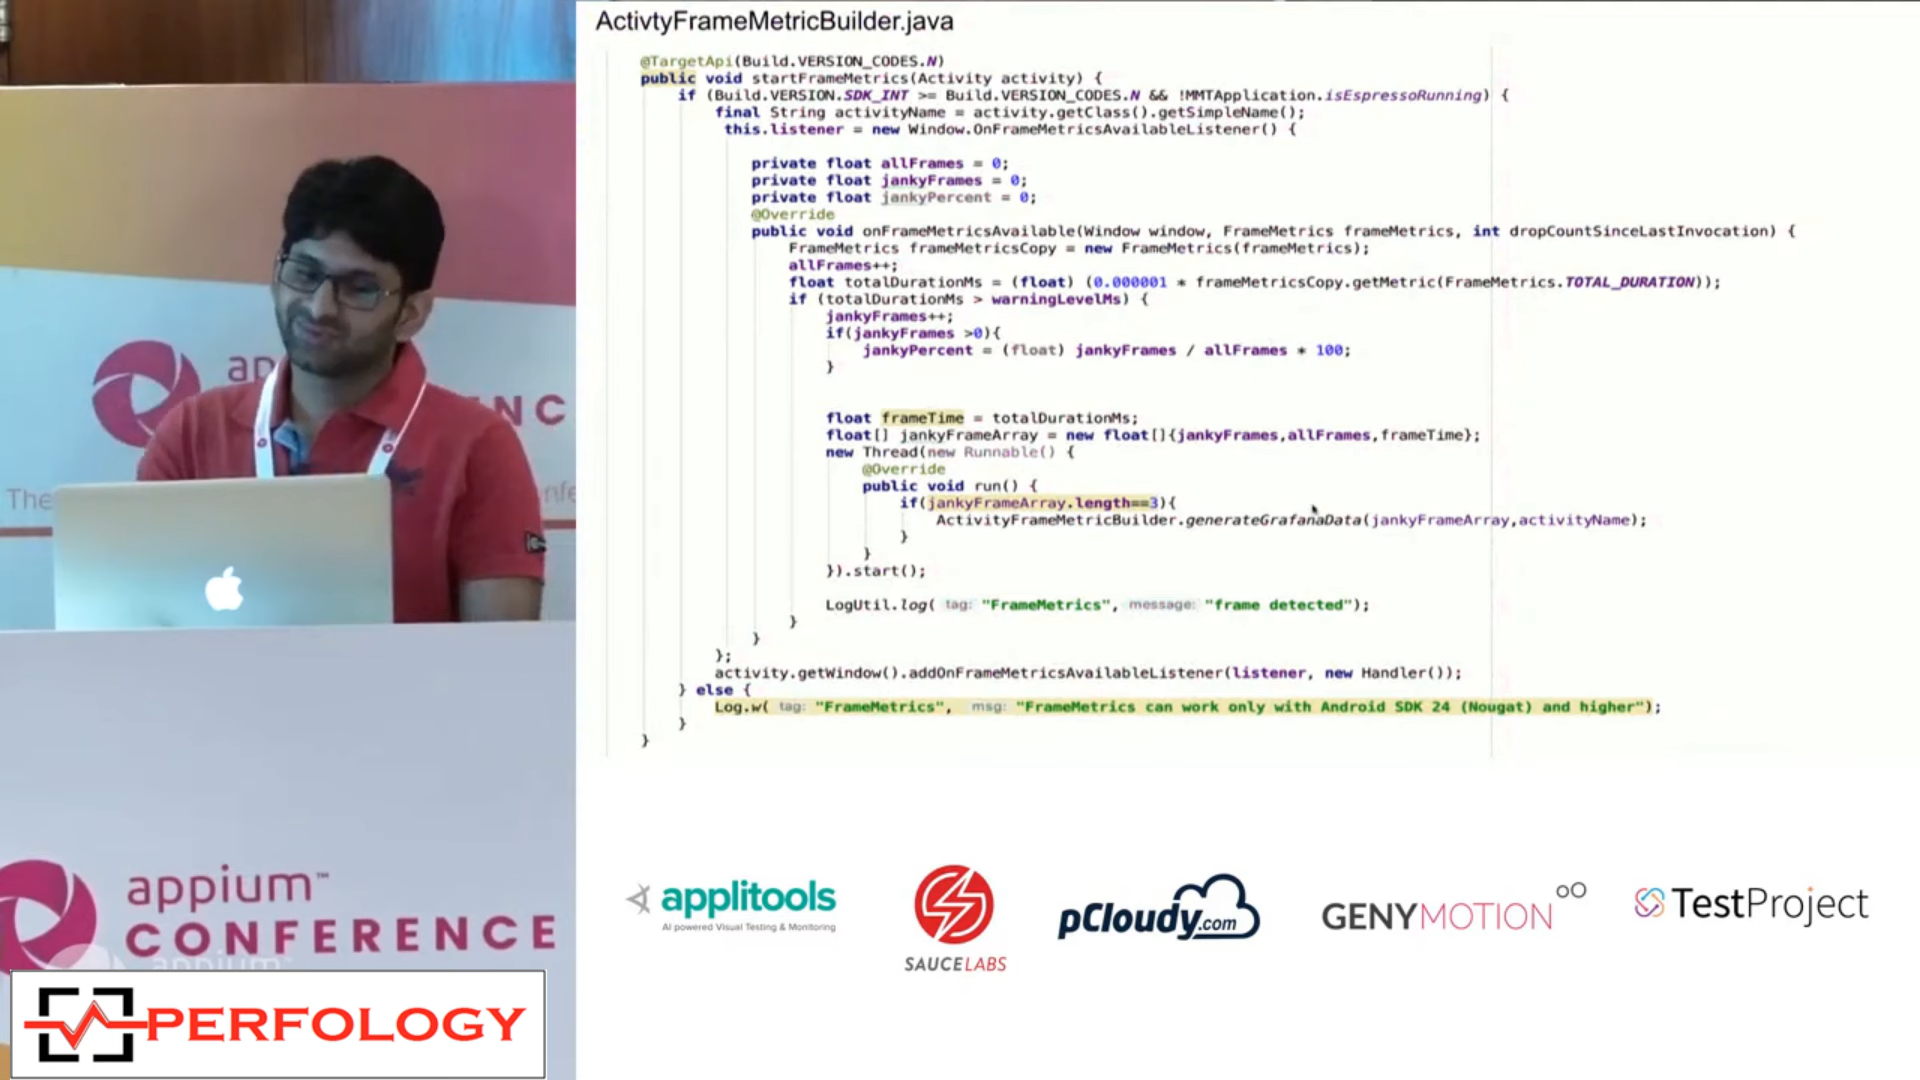 ActivtyFrameMetricBuilder.java
@TargetApi(Build.VERSION_CODES.N)
public void startFrameMetrics(Activity activity) {
if (Build.VERSION.SDK_INT >= Build.VERSION_CODES.N && !MMTApplication.isEspressoRunning) {
final String activityName = activity.getClass().getSimpleName();
this.listener = new Window.OnFrameMetricsAvailableListener() {
private float allFrames = 0;
private float jankyFrames = 0;
private float jankyPercent = 0;
@Override
public void onFrameMetricsAvailable(Window window, FrameMetrics frameMetrics, int dropCountSinceLastInvocation) {
FrameMetrics frameMetricsCopy = new FrameMetrics(frameMetrics);
allFrames++;
float totalDurationMs = (float) (0.000001 * frameMetricsCopy.getMetric(FrameMetrics.TOTAL_DURATION));
if (totalDurationMs > warningLevelMs) {
jankyFrames++;
if(jankyFrames >0){
jankyPercent = (float) jankyFrames / allFrames * 100;
}
float frameTime = totalDurationMs;
float[] jankyFrameArray = new float[]{jankyFrames,allFrames,frameTime};
new Thread(new Runnable() {
@Override
public void run() {
if(jankyFrameArray.length==3){
ActivityFrameMetricBuilder.generateGrafanaData(jankyFrameArray,activityName);
}
}
}).start();
LogUtil.log( tag: "FrameMetrics", message: "frame detected");
}
}
};
activity.getWindow().addOnFrameMetricsAvailableListener(listener, new Handler());
} else {
Log.w( tag: "FrameMetrics", msg: "FrameMetrics can work only with Android SDK 24 (Nougat) and higher");
}
}
ap
NC
The
nfe
appium™
CONFERENCE
appium
PERFOLOGY
applitools
AI powered Visual Testing & Monitoring
SAUCELABS
pCloudy.com
GENYMOTION
TestProject